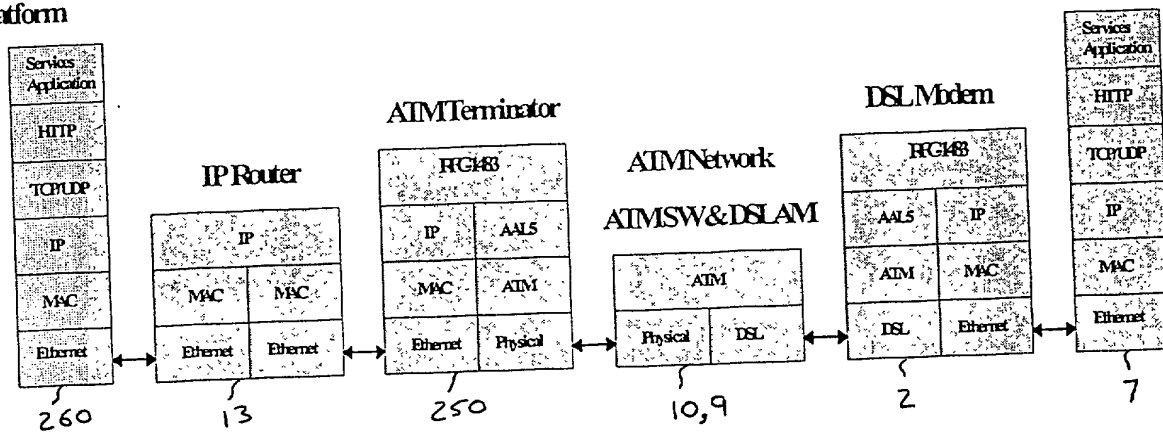 atform
Services
Application
HTTP
TCP/UDP
IP
MAC
Ethernet
260
IP Router
IP
MAC MAC
Ethernet Ethernet
13
ATM Terminator
RFC1483
IP AAL5
MAC ATM
Ethernet Physical
250
ATM Network
ATM SW & DSLAM
ATM
Physical DSL
10,9
DSL Modem
RFC1483
AAL5 IP
ATM MAC
DSL Ethernet
2
Services
Application
HTTP
TCP/UDP
IP
MAC
Ethernet
7